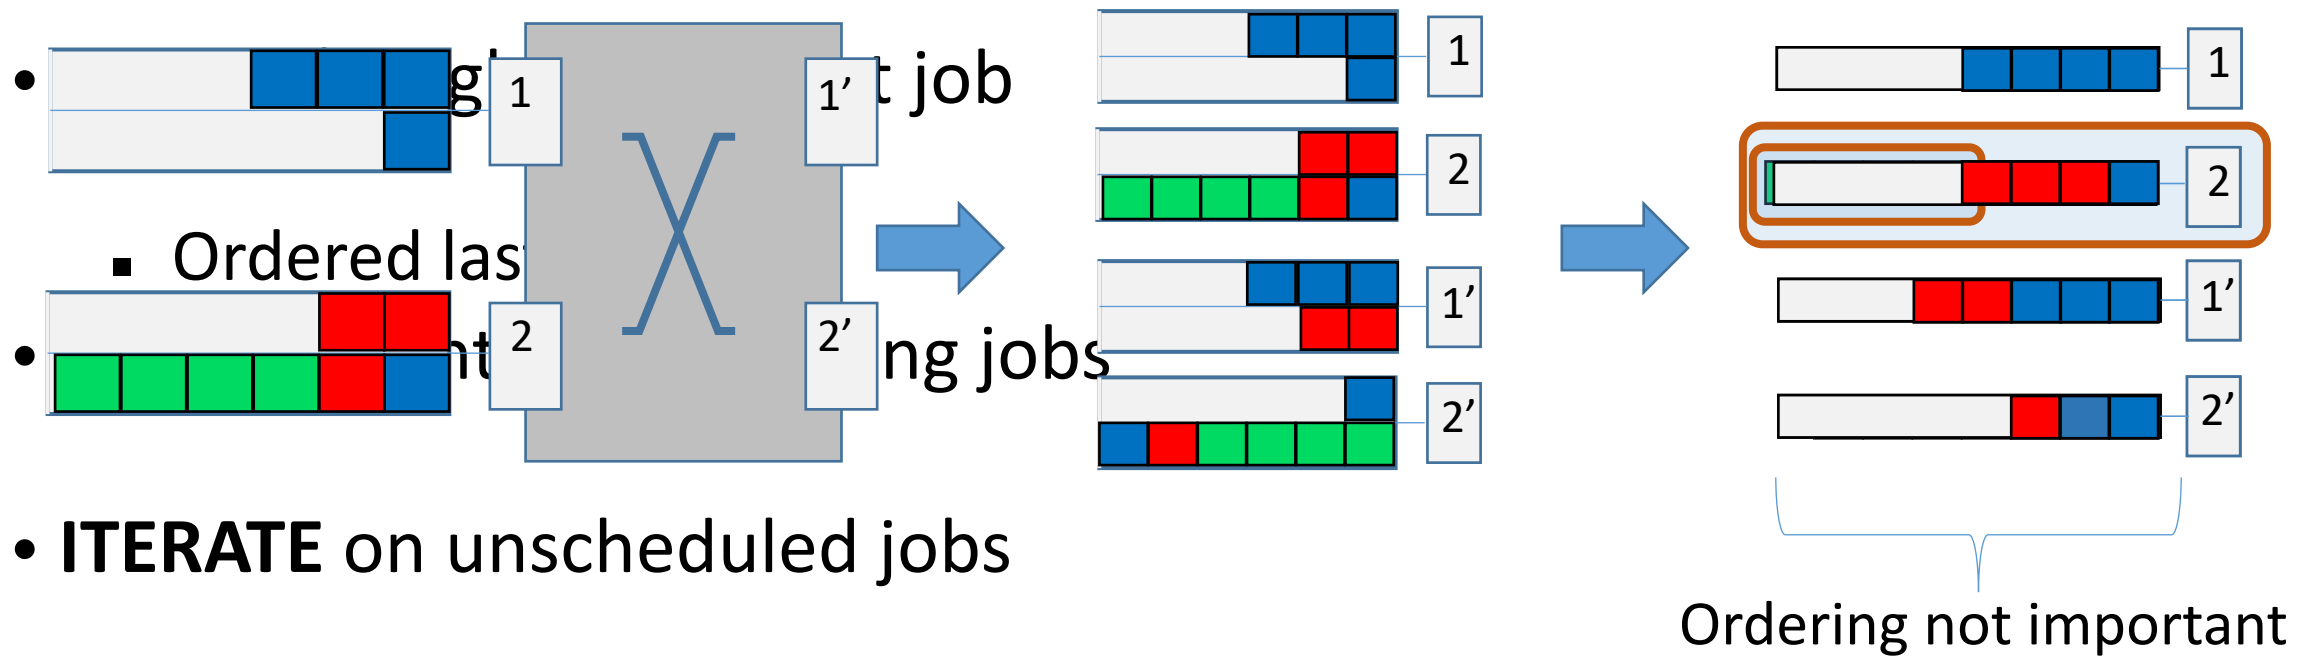 job
1
1′
Ordered las
2
2′
ng jobs
• ITERATE on unscheduled jobs
1
2
1′
2′
1
2
1′
2′
Ordering not important